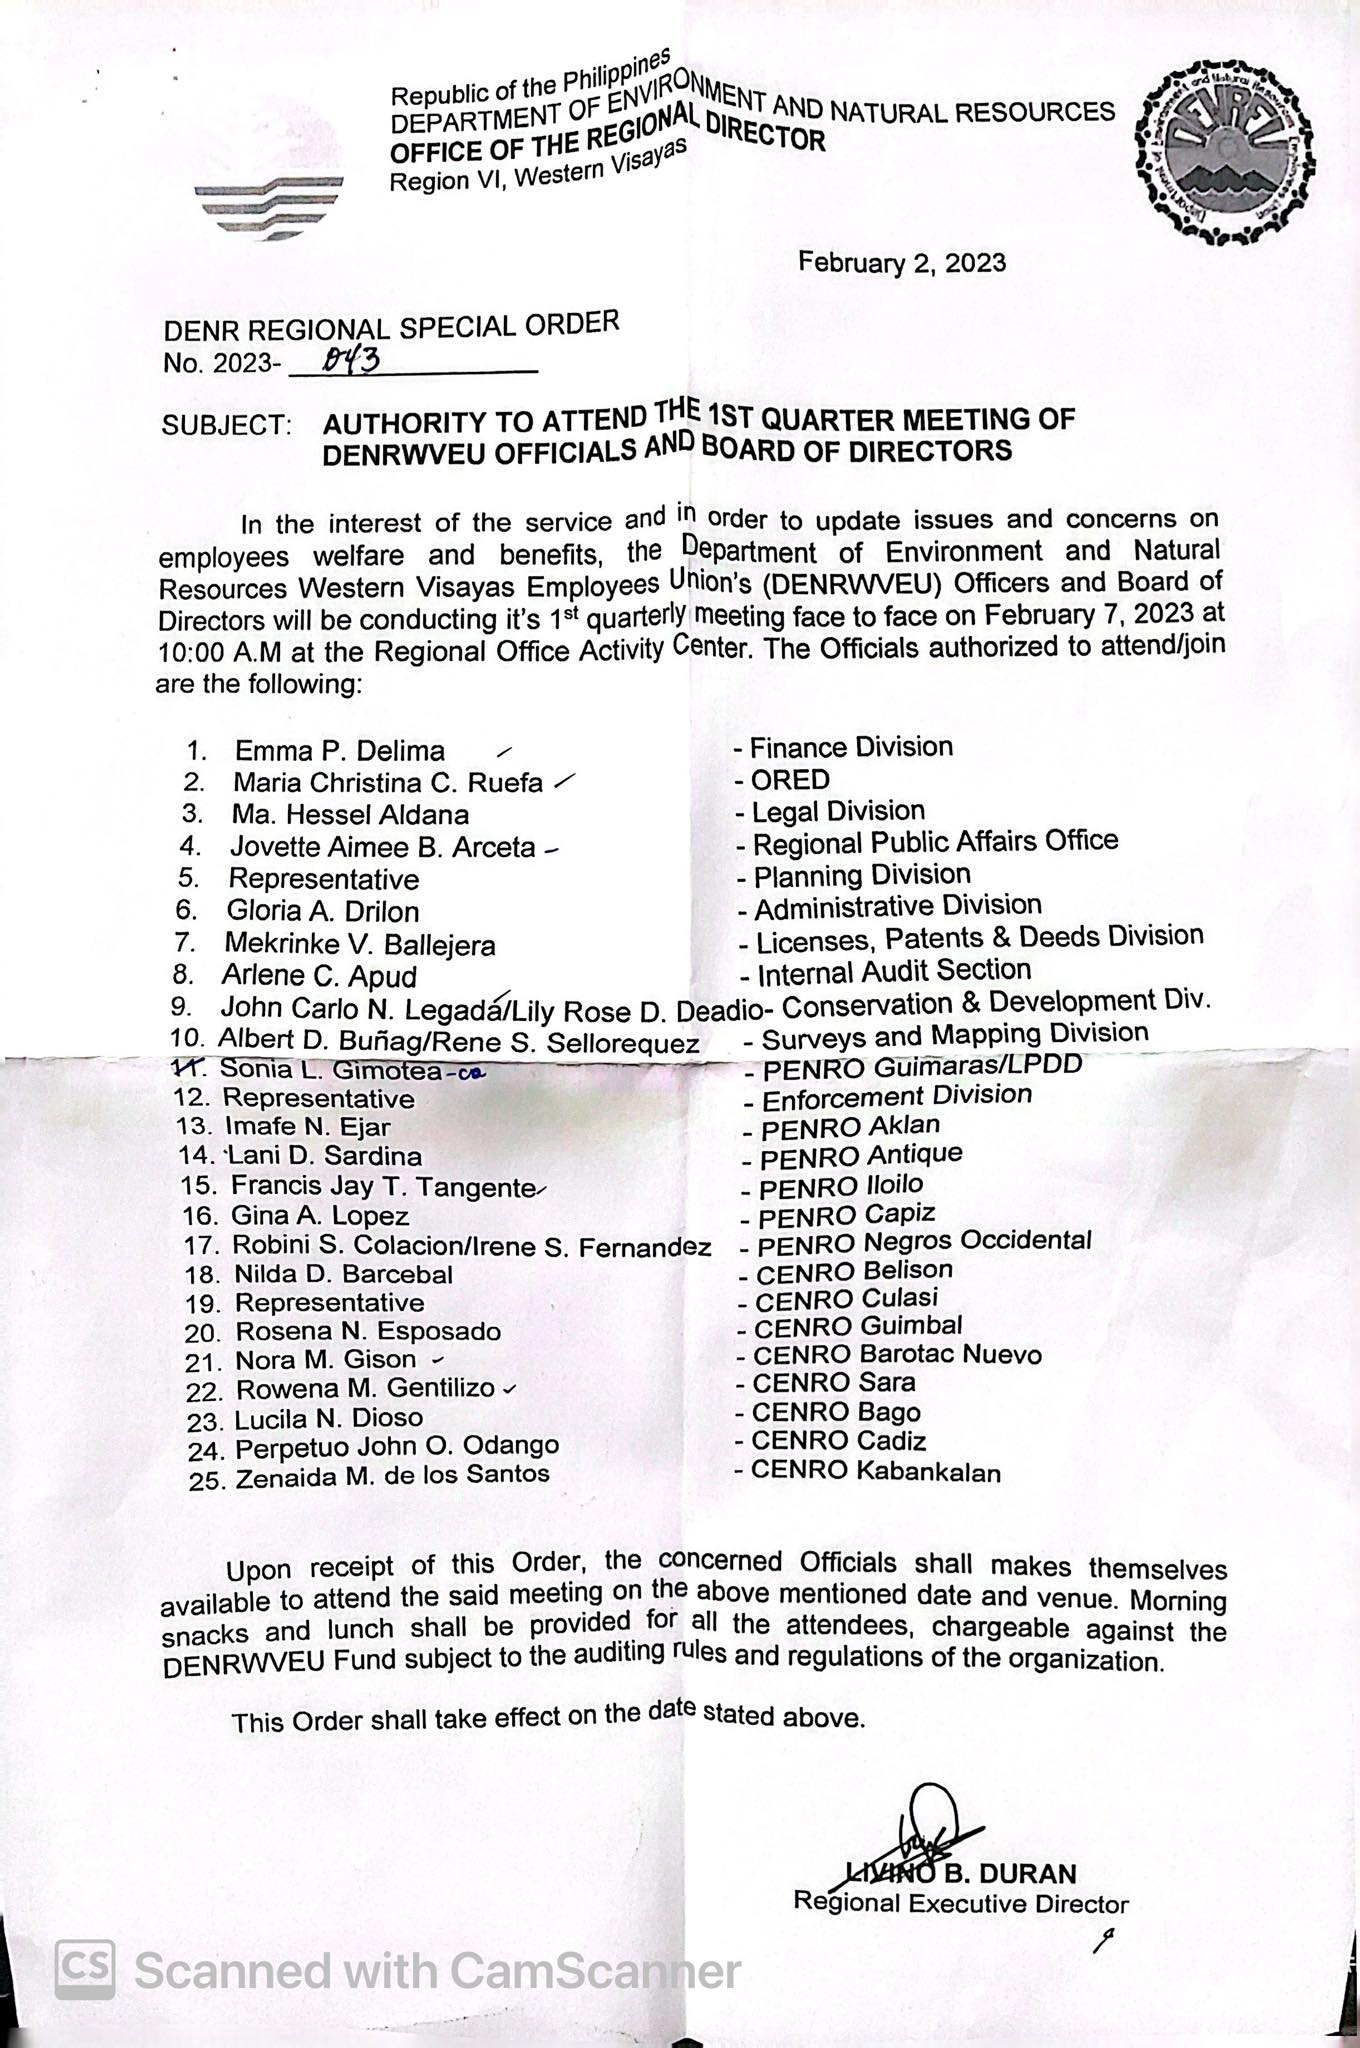 Republic of the Philippines
DEPARTMENT OF ENVIRONMENT AND NATURAL RESOURCES
OFFICE OF THE REGIONAL DIRECTOR
Region VI, Western Visayas
Department of Environment and Natural Resources Employees Union
February 2, 2023
DENR REGIONAL SPECIAL ORDER
No. 2023- 043
SUBJECT: AUTHORITY TO ATTEND THE 1ST QUARTER MEETING OF
DENRWVEU OFFICIALS AND BOARD OF DIRECTORS
In the interest of the service and in order to update issues and concerns on
employees welfare and benefits, the Department of Environment and Natural
Resources Western Visayas Employees Union's (DENRWVEU) Officers and Board of
Directors will be conducting it's 1st quarterly meeting face to face on February 7, 2023 at
10:00 A.M at the Regional Office Activity Center. The Officials authorized to attend/join
are the following:
1. Emma P. Delima - Finance Division
2. Maria Christina C. Ruefa - ORED
3. Ma. Hessel Aldana - Legal Division
4. Jovette Aimee B. Arceta - Regional Public Affairs Office
5. Representative - Planning Division
6. Gloria A. Drilon - Administrative Division
7. Mekrinke V. Ballejera - Licenses, Patents & Deeds Division
8. Arlene C. Apud - Internal Audit Section
9. John Carlo N. Legada/Lily Rose D. Deadio- Conservation & Development Div.
10. Albert D. Buñag/Rene S. Sellorequez - Surveys and Mapping Division
11. Sonia L. Gimotea - PENRO Guimaras/LPDD
12. Representative - Enforcement Division
13. Imafe N. Ejar - PENRO Aklan
14. Lani D. Sardina - PENRO Antique
15. Francis Jay T. Tangente - PENRO Iloilo
16. Gina A. Lopez - PENRO Capiz
17. Robini S. Colacion/Irene S. Fernandez - PENRO Negros Occidental
18. Nilda D. Barcebal - CENRO Belison
19. Representative - CENRO Culasi
20. Rosena N. Esposado - CENRO Guimbal
21. Nora M. Gison - CENRO Barotac Nuevo
22. Rowena M. Gentilizo - CENRO Sara
23. Lucila N. Dioso - CENRO Bago
24. Perpetuo John O. Odango - CENRO Cadiz
25. Zenaida M. de los Santos - CENRO Kabankalan
Upon receipt of this Order, the concerned Officials shall makes themselves
available to attend the said meeting on the above mentioned date and venue. Morning
snacks and lunch shall be provided for all the attendees, chargeable against the
DENRWVEU Fund subject to the auditing rules and regulations of the organization.
This Order shall take effect on the date stated above.
LIVINO B. DURAN
Regional Executive Director
CS Scanned with CamScanner